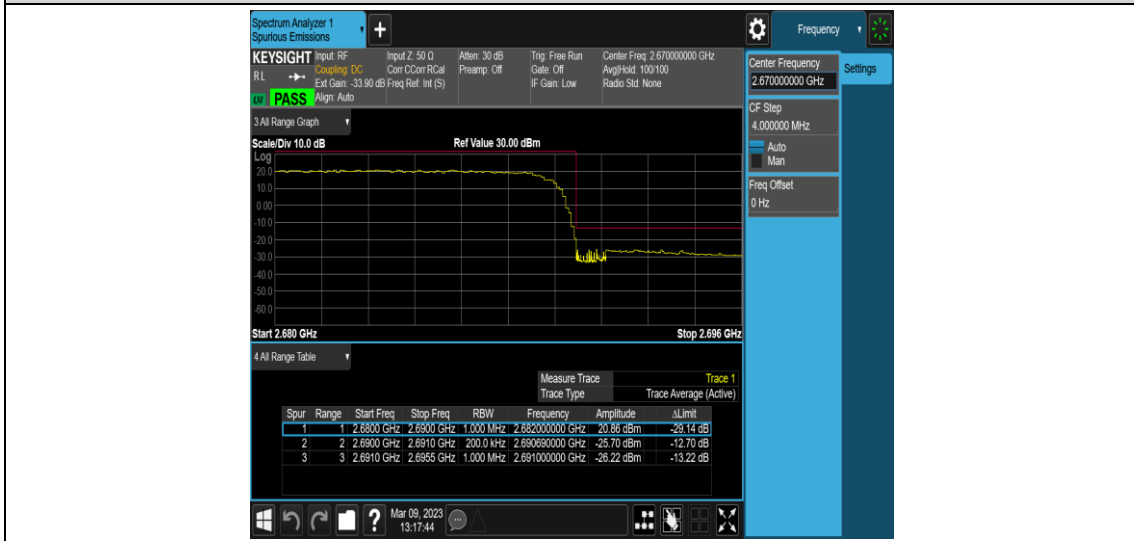 Spectrum Analyzer 1
Spurious Emissions
+
Frequency
KEYSIGHT Input: RF Input Z: 50 Ω Atten: 30 dB Trig: Free Run Center Freq: 2.670000000 GHz
RL Coupling: DC Corr CCorr RCal Preamp: Off Gate: Off Avg|Hold: 100/100
Ext Gain: -33.90 dB Freq Ref: Int (S) IF Gain: Low Radio Std: None
PASS Align: Auto
Center Frequency
2.670000000 GHz
Settings
CF Step
4.000000 MHz
Auto
Man
Freq Offset
0 Hz
3 All Range Graph
Scale/Div 10.0 dB Ref Value 30.00 dBm
Log
20.0
10.0
0.00
-10.0
-20.0
-30.0
-40.0
-50.0
-60.0
Start 2.680 GHz Stop 2.696 GHz
4 All Range Table
Measure Trace Trace 1
Trace Type Trace Average (Active)
Spur Range Start Freq Stop Freq RBW Frequency Amplitude ΔLimit
1 1 2.6800 GHz 2.6900 GHz 1.000 MHz 2.682000000 GHz 20.86 dBm -29.14 dB
2 2 2.6900 GHz 2.6910 GHz 200.0 kHz 2.690690000 GHz -25.70 dBm -12.70 dB
3 3 2.6910 GHz 2.6955 GHz 1.000 MHz 2.691000000 GHz -26.22 dBm -13.22 dB
? Mar 09, 2023
13:17:44